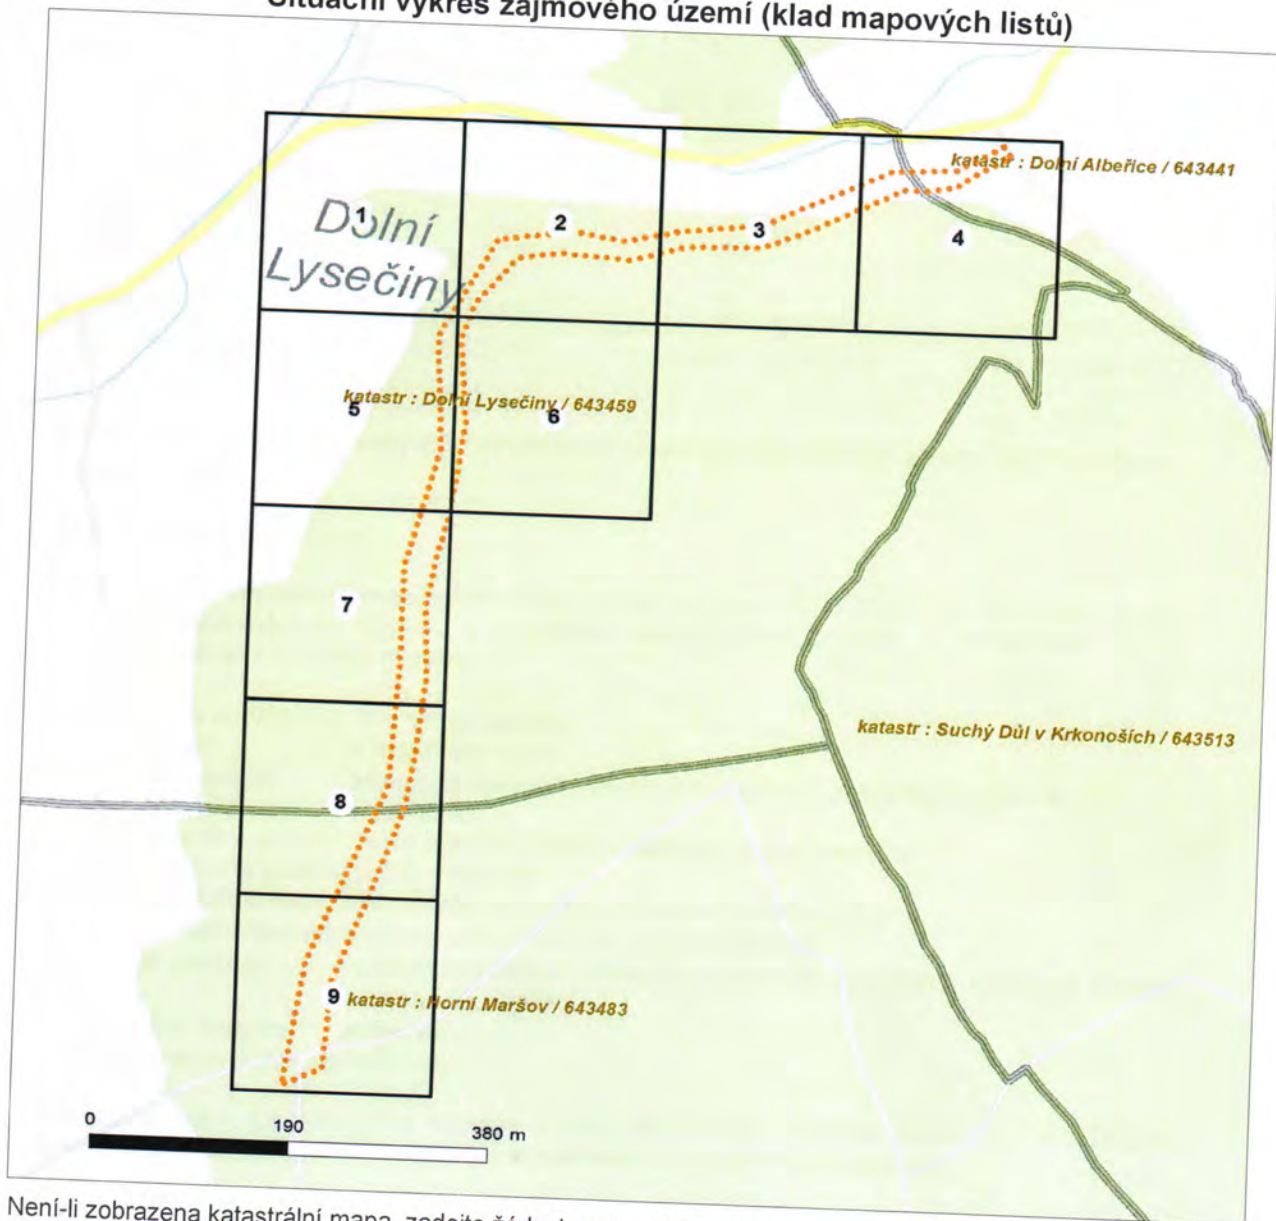 Situační výkres zájmového území (klad mapových listů)
katastr : Dolní Albeřice / 643441
1
2
3
4
Dolní
Lysečiny
katastr : Dolní Lysečiny / 643459
5
6
7
katastr : Suchý Důl v Krkonoších / 643513
8
9
katastr : Horní Maršov / 643483
0
190
380 m
Není-li zobrazena katastrální mapa,